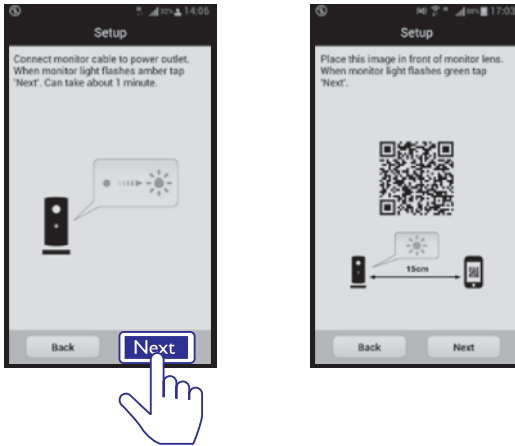 14:06
Setup
Connect monitor cable to power outlet.
When monitor light flashes amber tap
'Next'. Can take about 1 minute.
Back
Next
17:03
Setup
Place this image in front of monitor lens.
When monitor light flashes green tap
'Next'.
15cm
Back
Next